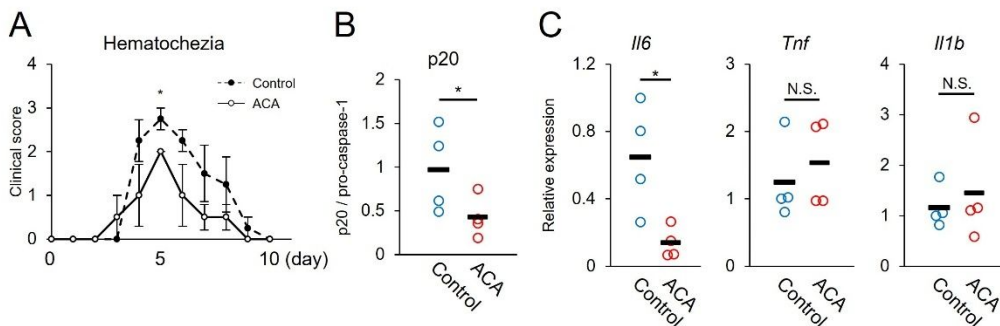 A
Hematochezia
Clinical score
4
3
2
1
0
Control
ACA
*
0 5 10 (day)
B
p20
p20 / pro-caspase-1
2
1.5
1
0.5
0
*
Control
ACA
C
Relative expression
Il6
1.2
0.8
0.4
0
*
Control
ACA
Tnf
3
2
1
0
N.S.
Control
ACA
Il1b
4
3
2
1
0
N.S.
Control
ACA